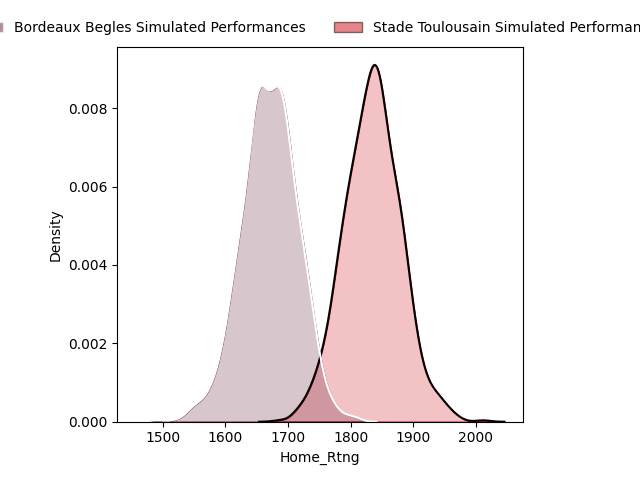 Bordeaux Begles Simulated Performances
Stade Toulousain Simulated
0.008
0.006
0.004
0.002
0.000
Density
1500 1600 1700 1800 1900 2000
Home_Rtng